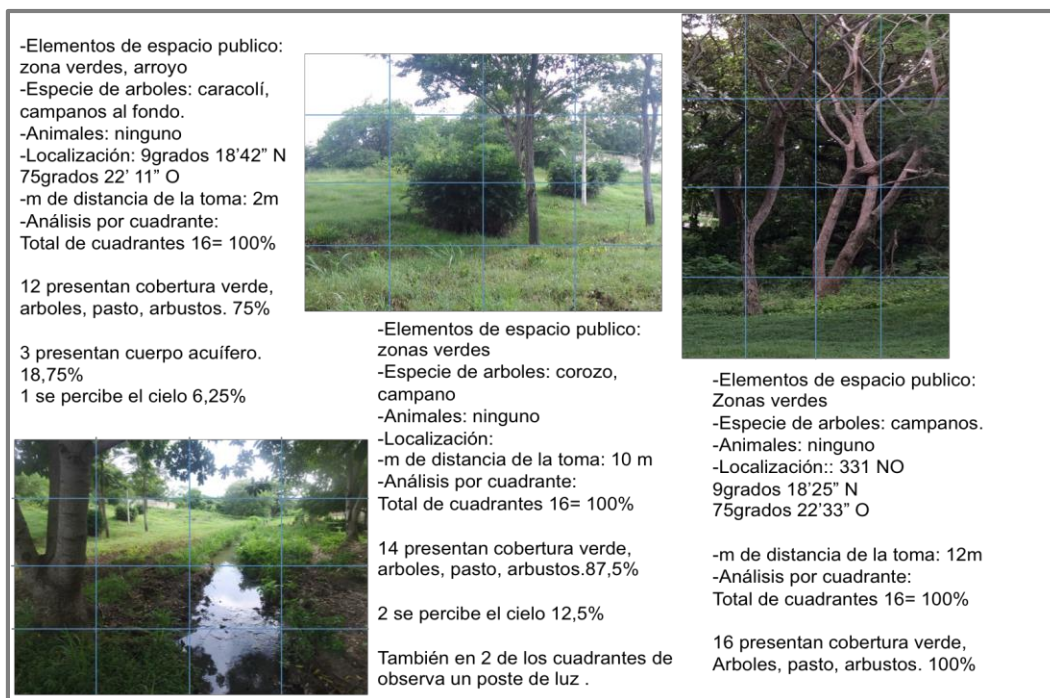 -Elementos de espacio publico:
zona verdes, arroyo
-Especie de arboles: caracolí,
campanos al fondo.
-Animales: ninguno
-Localización: 9grados 18'42” N
75grados 22' 11” O
-m de distancia de la toma: 2m
-Análisis por cuadrante:
Total de cuadrantes 16= 100%
12 presentan cobertura verde,
arboles, pasto, arbustos. 75%
3 presentan cuerpo acuífero.
18,75%
1 se percibe el cielo 6,25%
-Elementos de espacio publico:
zonas verdes
-Especie de arboles: corozo,
campano
-Animales: ninguno
-Localización:
-m de distancia de la toma: 10 m
-Análisis por cuadrante:
Total de cuadrantes 16= 100%
14 presentan cobertura verde,
arboles, pasto, arbustos.87,5%
2 se percibe el cielo 12,5%
También en 2 de los cuadrantes de
observa un poste de luz .
-Elementos de espacio publico:
Zonas verdes
-Especie de arboles: campanos.
-Animales: ninguno
-Localización:: 331 NO
9grados 18'25” N
75grados 22'33” O
-m de distancia de la toma: 12m
-Análisis por cuadrante:
Total de cuadrantes 16= 100%
16 presentan cobertura verde,
Arboles, pasto, arbustos. 100%